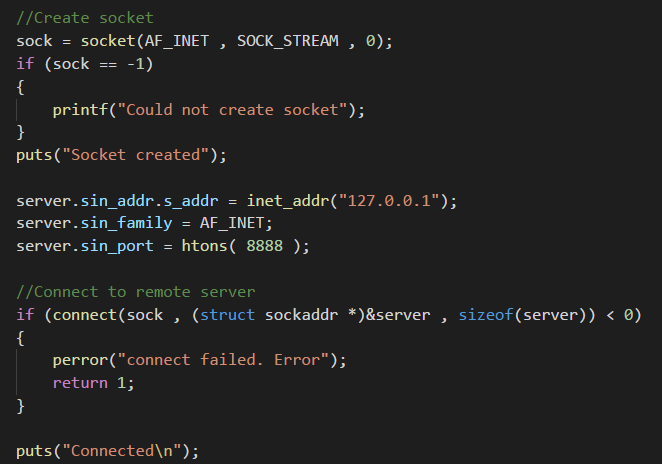 //Create socket
sock = socket(AF_INET , SOCK_STREAM , 0);
if (sock == -1)
{
    printf("Could not create socket");
}
puts("Socket created");

server.sin_addr.s_addr = inet_addr("127.0.0.1");
server.sin_family = AF_INET;
server.sin_port = htons( 8888 );

//Connect to remote server
if (connect(sock , (struct sockaddr *)&server , sizeof(server)) < 0)
{
    perror("connect failed. Error");
    return 1;
}

puts("Connected\n");